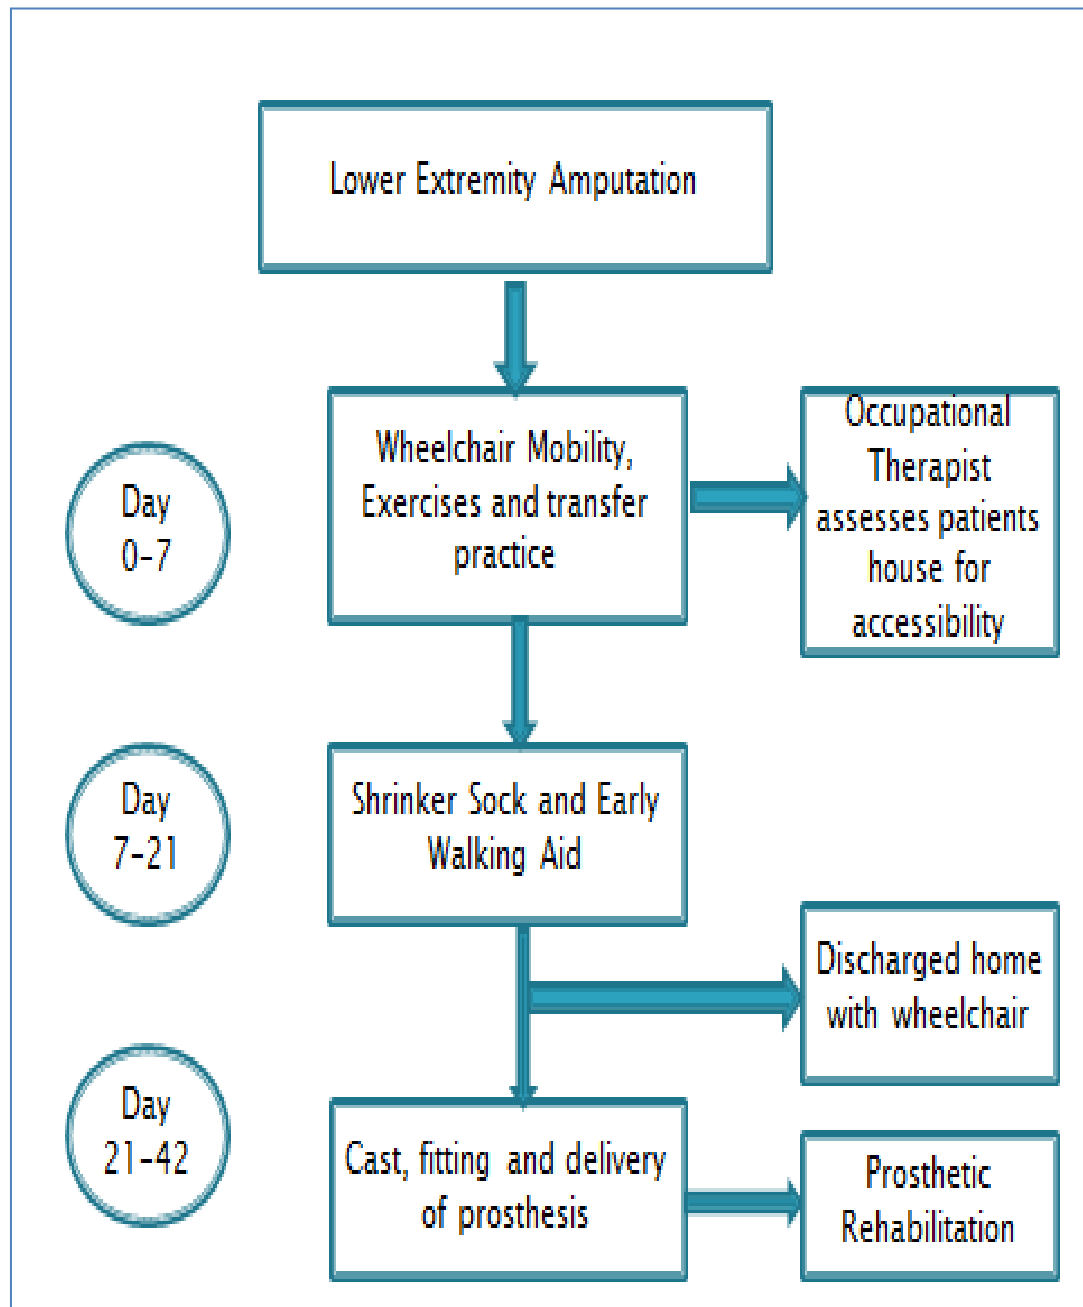 Lower Extremity Amputation
Day
0-7
Wheelchair Mobility,
Exercises and transfer
practice
Occupational
Therapist
assesses patients
house for
accessibility
Day
7-21
Shrinker Sock and Early
Walking Aid
Discharged home
with wheelchair
Day
21-42
Cast, fitting and delivery
of prosthesis
Prosthetic
Rehabilitation